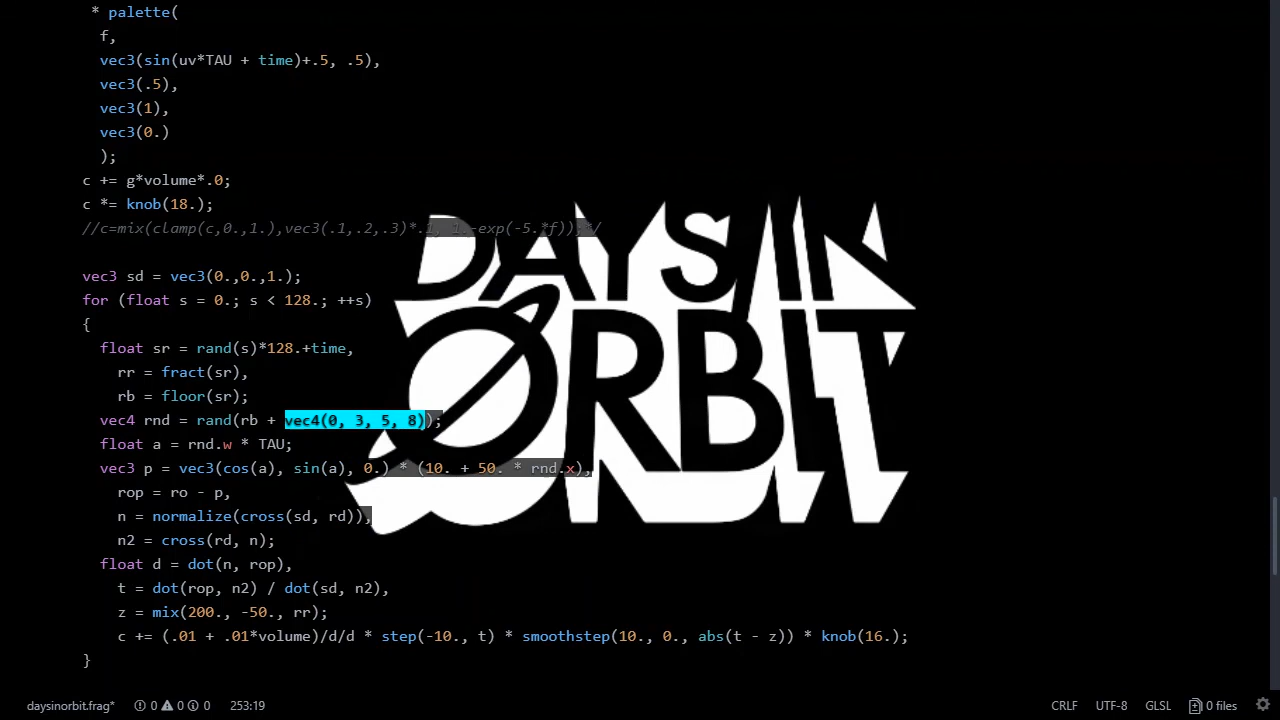 * palette(
f,
vec3(sin(uv*TAU + time)+.5, .5),
vec3(.5),
vec3(1),
vec3(0.)
);
c += g*volume*.0;
c *= knob(18.);
//c=mix(clamp(c,0.,1.),vec3(.1,.2,.3)*.1, 1.-exp(-5.*f));*/
vec3 sd = vec3(0.,0.,1.);
for (float s = 0.; s < 128.; ++s)
{
float sr = rand(s)*128.+time,
rr = fract(sr),
rb = floor(sr);
vec4 rnd = rand(rb + vec4(0, 3, 5, 8));
float a = rnd.w * TAU;
vec3 p = vec3(cos(a), sin(a), 0.) * (10. + 50. * rnd.x),
rop = ro - p,
n = normalize(cross(sd, rd)),
n2 = cross(rd, n);
float d = dot(n, rop),
t = dot(rop, n2) / dot(sd, n2),
z = mix(200., -50., rr);
c += (.01 + .01*volume)/d/d * step(-10., t) * smoothstep(10., 0., abs(t - z)) * knob(16.);
}
DAYS IN
ORBIT
daysinorbit.frag* 0 0 0 253:19 CRLF UTF-8 GLSL 0 files